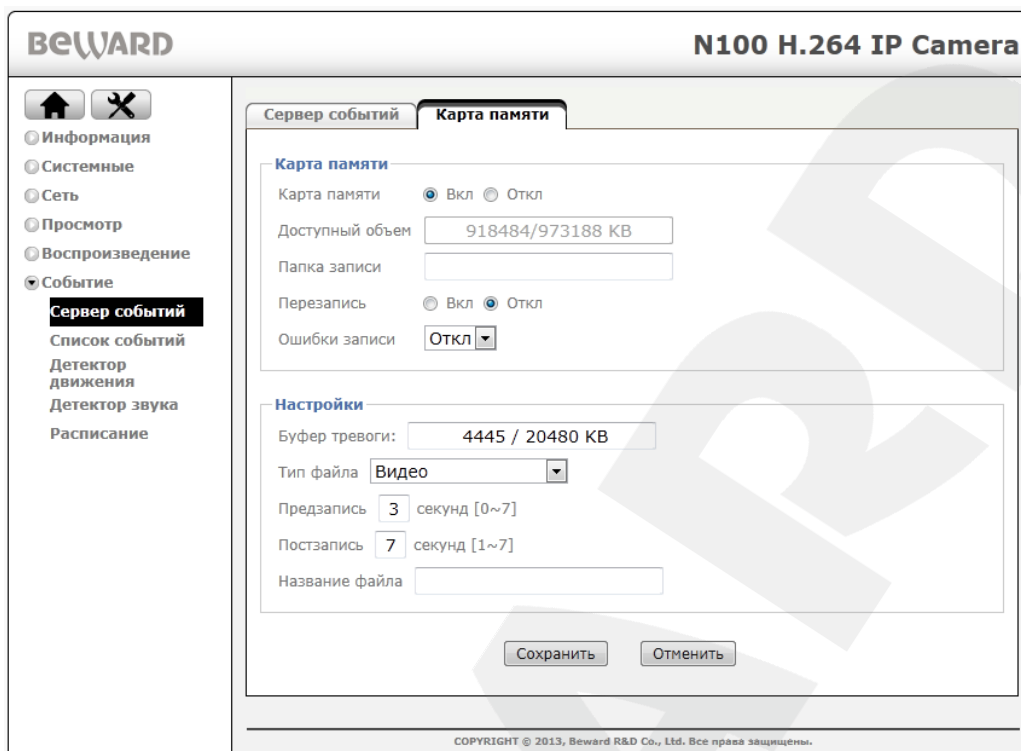 BEWARD
N100 H.264 IP Camera
Информация
Системные
Сеть
Просмотр
Воспроизведение
Событие
Сервер событий
Список событий
Детектор
движения
Детектор звука
Расписание
Сервер событий Карта памяти
Карта памяти
Карта памяти Вкл Откл
Доступный объем 918484/973188 KB
Папка записи
Перезапись Вкл Откл
Ошибки записи Откл
Настройки
Буфер тревоги: 4445 / 20480 KB
Тип файла Видео
Предзапись 3 секунд [0~7]
Постзапись 7 секунд [1~7]
Название файла
Сохранить Отменить
COPYRIGHT © 2013, Beward R&D Co., Ltd. Все права защищены.
ARD